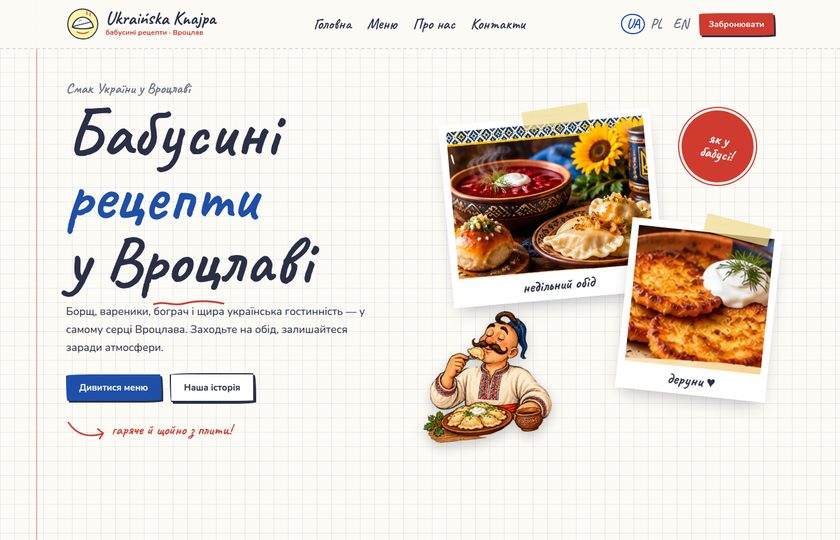 Ukraińska Knajpa
бабусині рецепти · Вроцлав
Головна Меню Про нас Контакти
UA PL EN
Забронювати
Смак України у Вроцлаві
Бабусині
рецепти
у Вроцлаві
Борщ, вареники, бограч і щира українська гостинність — у
самому серці Вроцлава. Заходьте на обід, залишайтеся
заради атмосфери.
Дивитися меню
Наша історія
гаряче й щойно з плити!
як у
бабусі!
недільний обід
деруни ♥